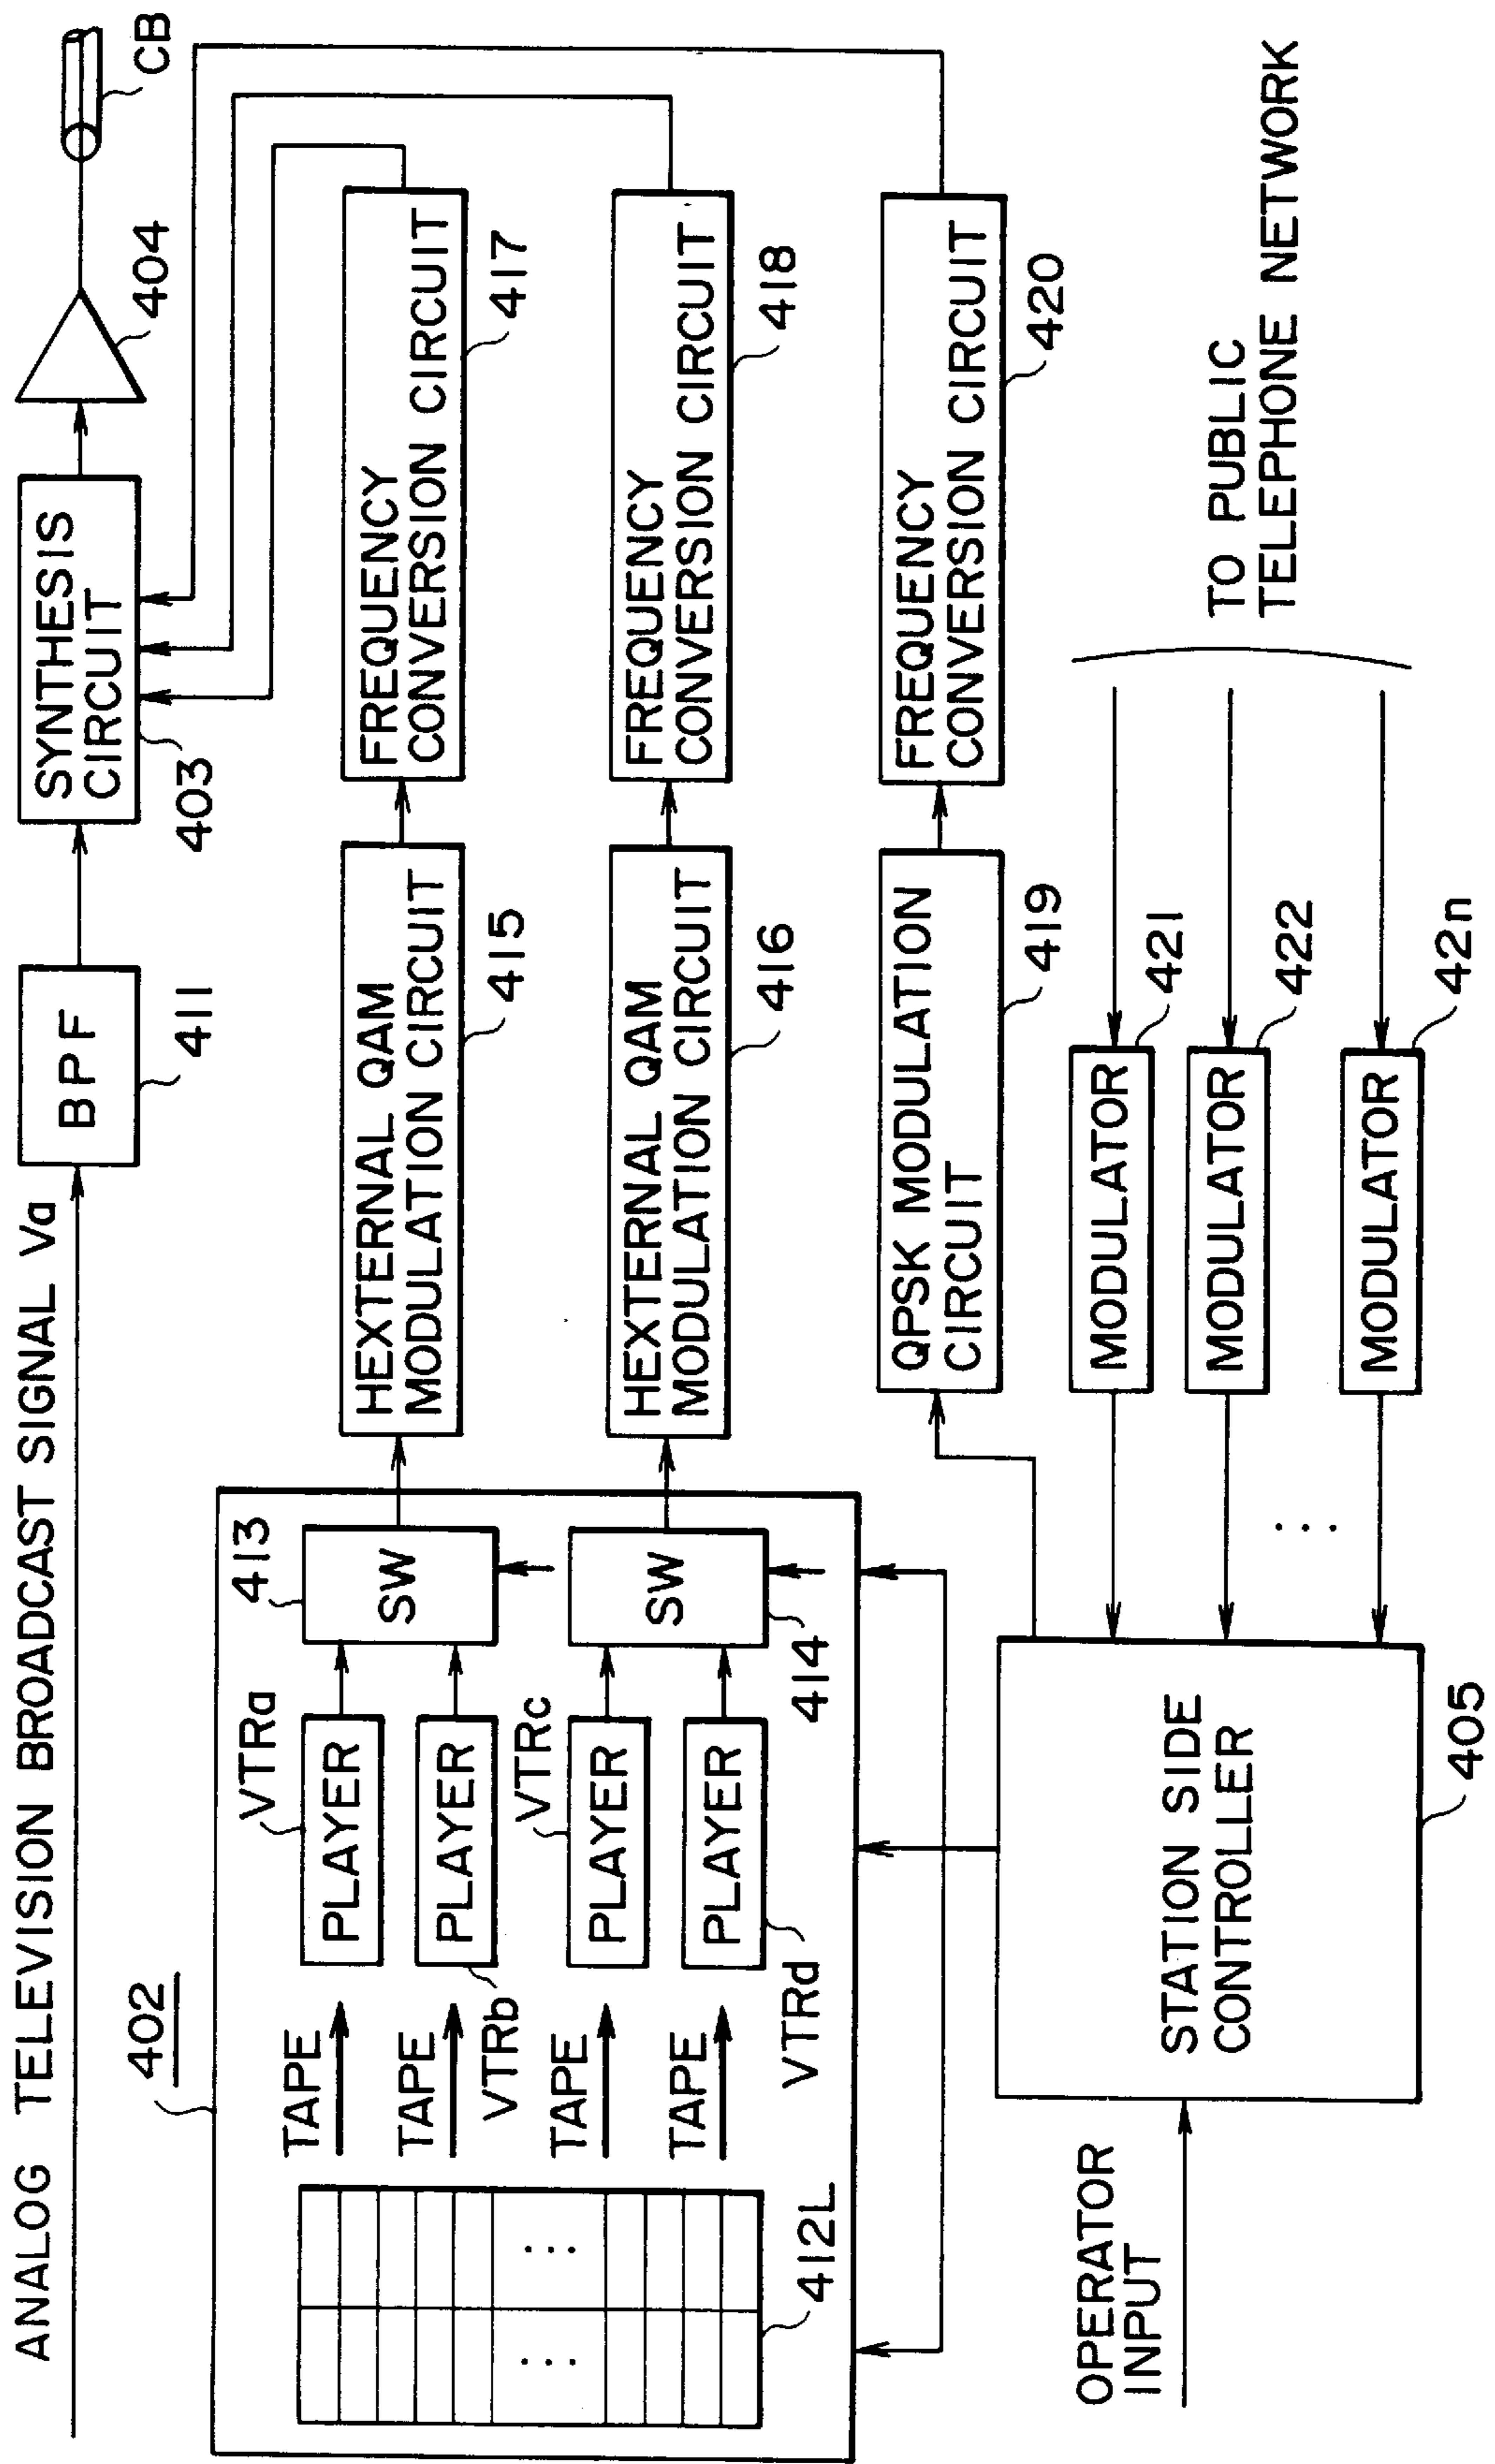 ANALOG TELEVISION BROADCAST SIGNAL Va
BPF
411
SYNTHESIS
CIRCUIT
403
404
CB
402
TAPE
TAPE
TAPE
TAPE
412L
VTRa
PLAYER
PLAYER
VTRb
VTRc
PLAYER
PLAYER
VTRd
413
SW
SW
414
HEXTERNAL QAM
MODULATION CIRCUIT
415
FREQUENCY
CONVERSION CIRCUIT
417
HEXTERNAL QAM
MODULATION CIRCUIT
416
FREQUENCY
CONVERSION CIRCUIT
418
QPSK MODULATION
CIRCUIT
419
FREQUENCY
CONVERSION CIRCUIT
420
OPERATOR
INPUT
STATION SIDE
CONTROLLER
405
MODULATOR
421
MODULATOR
422
MODULATOR
42n
TO PUBLIC
TELEPHONE NETWORK